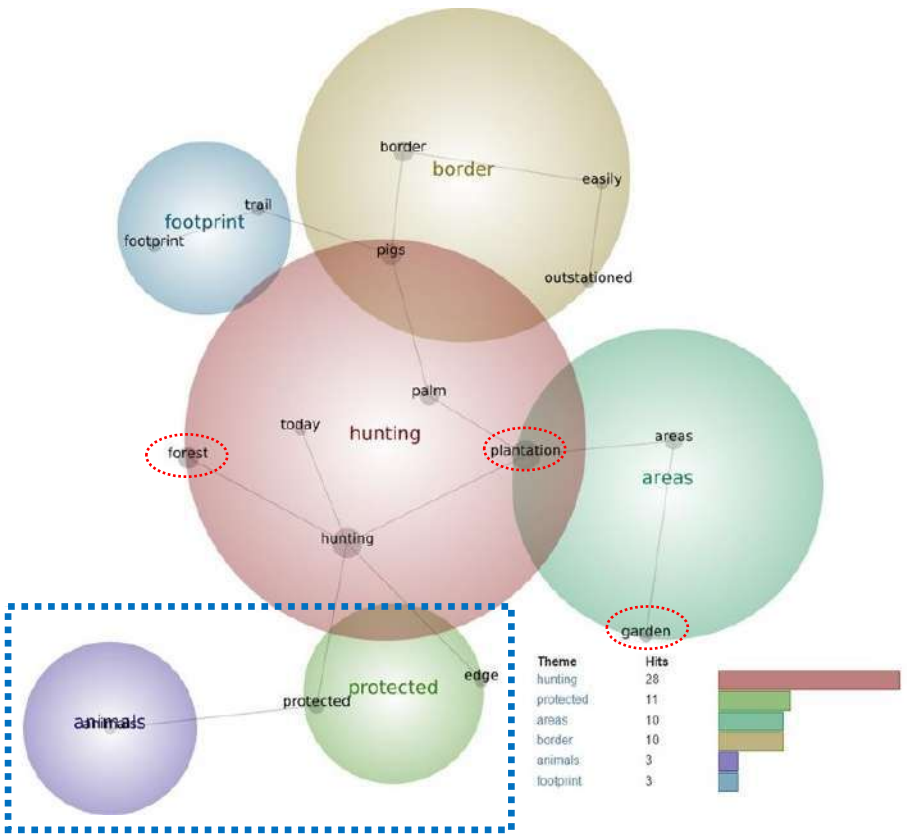 border
border
easily
trail
footprint
footprint
pigs
outstationed
palm
today
hunting
forest
plantation
areas
areas
hunting
garden
edge
protected
protected
animals
animals
Theme Hits
hunting 28
protected 11
areas 10
border 10
animals 3
footprint 3